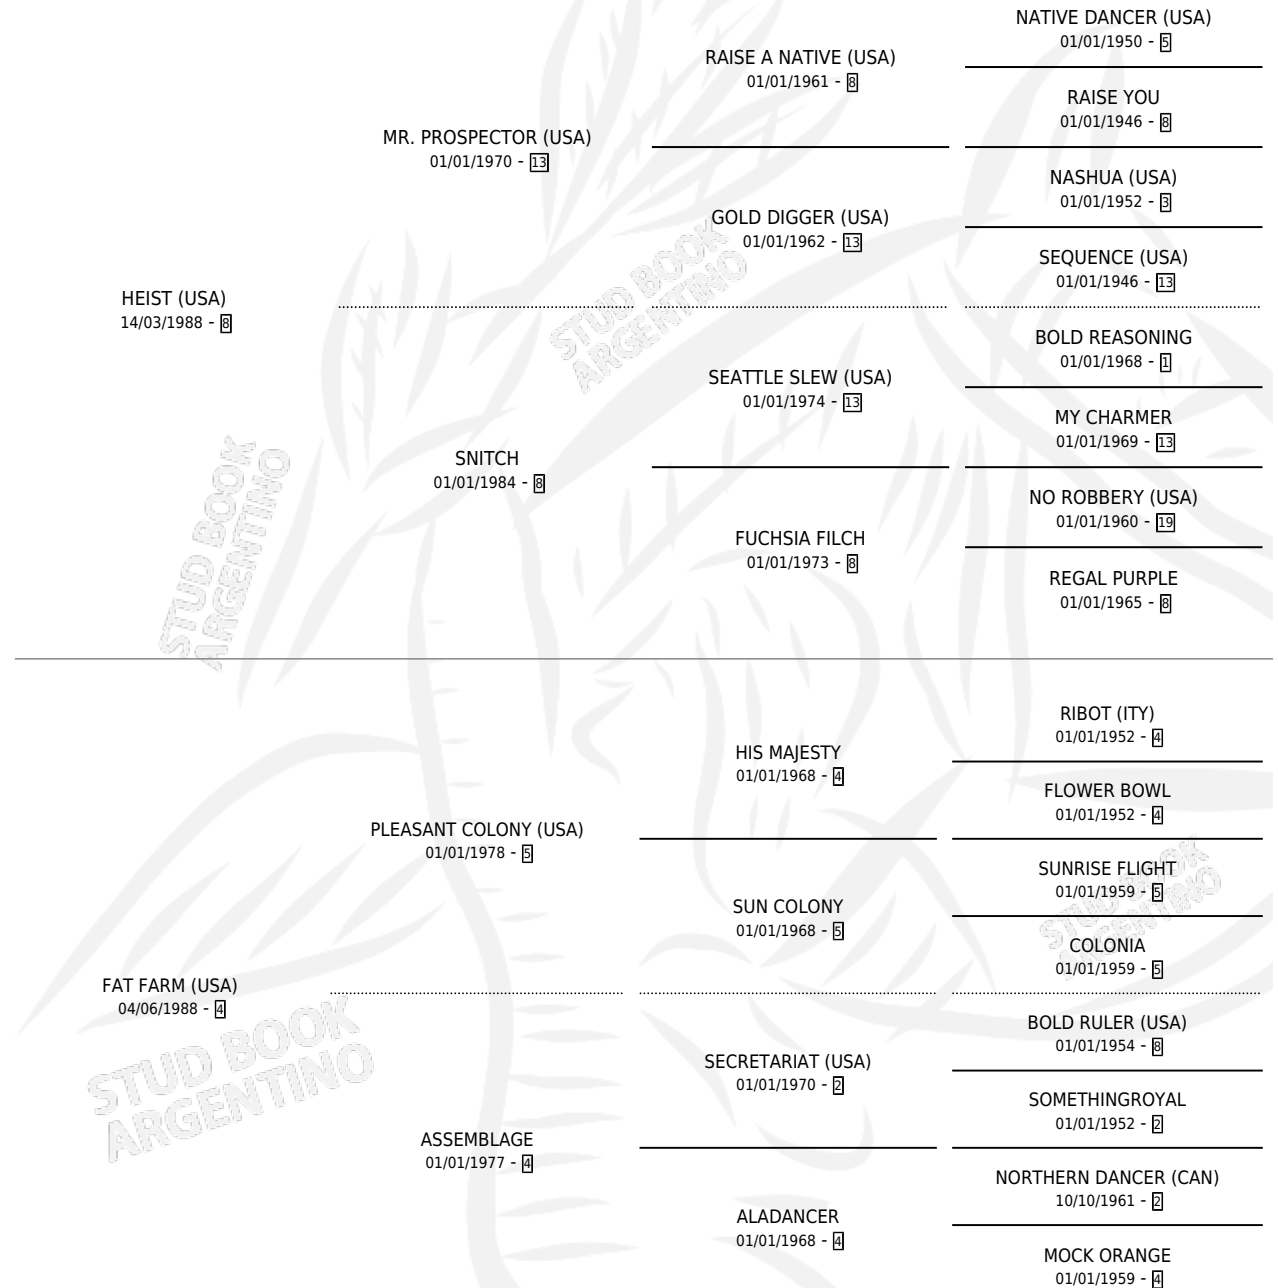 NATIVE DANCER (USA)
01/01/1950 - 5
RAISE A NATIVE (USA)
01/01/1961 - 8
RAISE YOU
01/01/1946 - 8
MR. PROSPECTOR (USA)
01/01/1970 - 13
NASHUA (USA)
01/01/1952 - 3
GOLD DIGGER (USA)
01/01/1962 - 13
SEQUENCE (USA)
01/01/1946 - 13
HEIST (USA)
14/03/1988 - 8
BOLD REASONING
01/01/1968 - 1
SEATTLE SLEW (USA)
01/01/1974 - 13
MY CHARMER
01/01/1969 - 13
SNITCH
01/01/1984 - 8
NO ROBBERY (USA)
01/01/1960 - 19
FUCHSIA FILCH
01/01/1973 - 8
REGAL PURPLE
01/01/1965 - 8
STUD BOOK
ARGENTINO
STUD BOOK
ARGENTINO
RIBOT (ITY)
01/01/1952 - 4
HIS MAJESTY
01/01/1968 - 4
FLOWER BOWL
01/01/1952 - 4
PLEASANT COLONY (USA)
01/01/1978 - 5
SUNRISE FLIGHT
01/01/1959 - 5
SUN COLONY
01/01/1968 - 5
COLONIA
01/01/1959 - 5
FAT FARM (USA)
04/06/1988 - 4
BOLD RULER (USA)
01/01/1954 - 8
SECRETARIAT (USA)
01/01/1970 - 2
SOMETHINGROYAL
01/01/1952 - 2
ASSEMBLAGE
01/01/1977 - 4
NORTHERN DANCER (CAN)
10/10/1961 - 2
ALADANCER
01/01/1968 - 4
MOCK ORANGE
01/01/1959 - 4
STUD BOOK
ARGENTINO
STUD BOOK
ARGENTINO